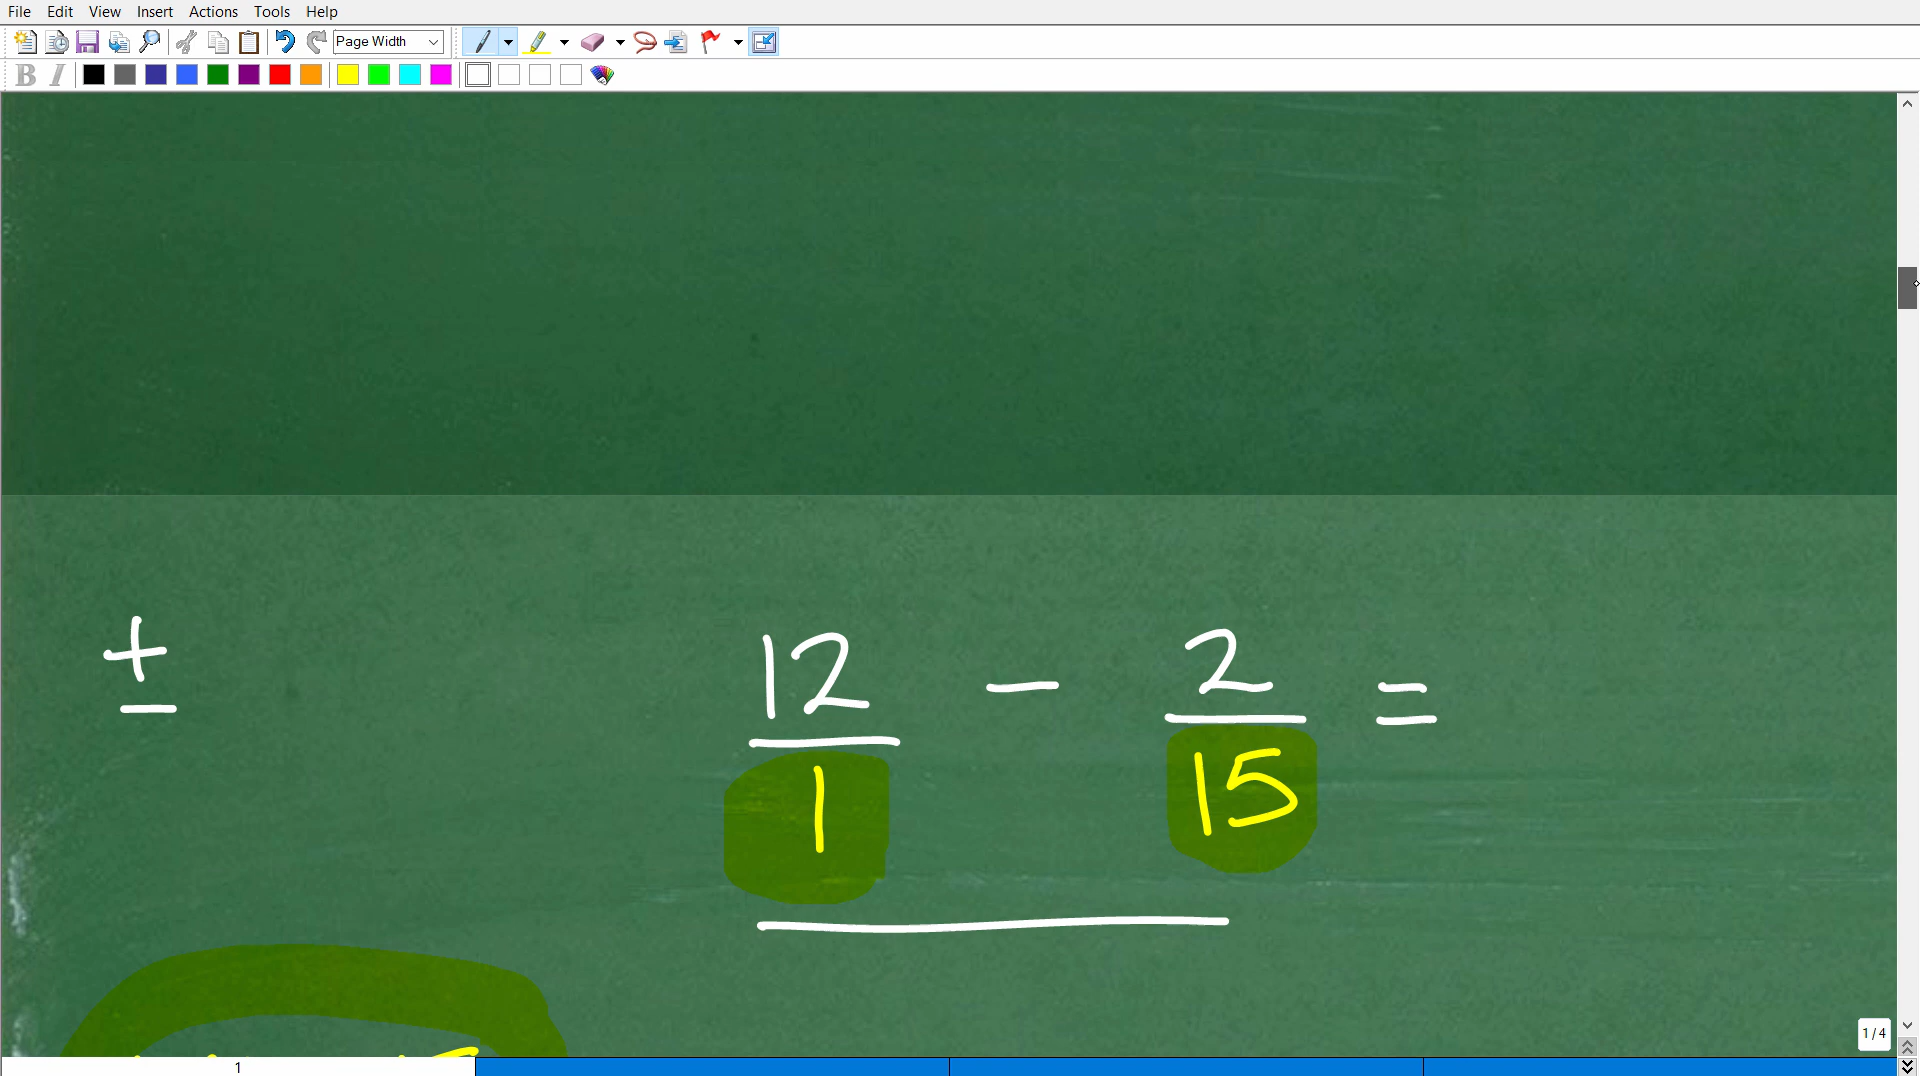 File Edit View Insert Actions Tools Help
Page Width
B I
±
12/1 - 2/15 =
1/4
1